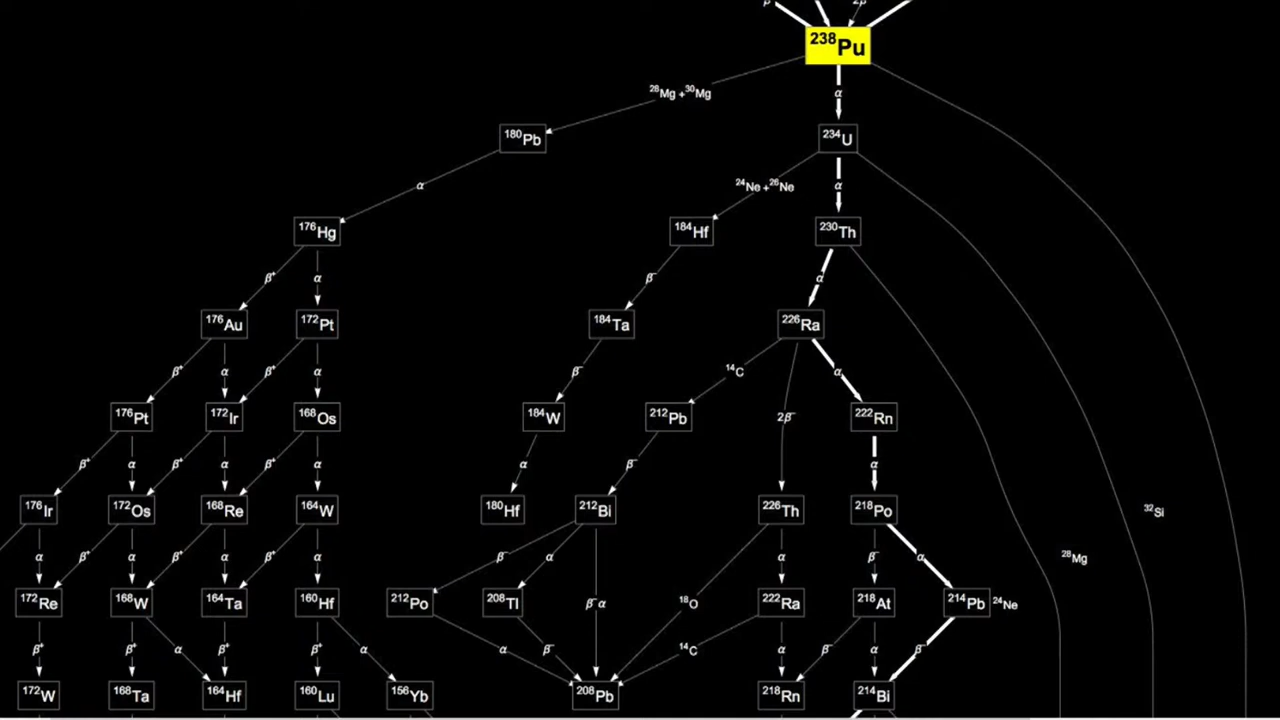 β 2β
²³⁸Pu
²⁸Mg +³⁰Mg α
¹⁸⁰Pb ²³⁴U
α ²⁴Ne +²⁶Ne α
¹⁷⁶Hg ¹⁸⁴Hf ²³⁰Th
β⁺ α β⁻ α
¹⁷⁶Au ¹⁷²Pt ¹⁸⁴Ta ²²⁶Ra
β⁺ α β⁺ α β⁻ ¹⁴C α
¹⁷⁶Pt ¹⁷²Ir ¹⁶⁸Os ¹⁸⁴W ²¹²Pb 2β⁻ ²²²Rn
β⁺ α β⁺ α β⁺ α α β⁻ α
¹⁷⁶Ir ¹⁷²Os ¹⁶⁸Re ¹⁶⁴W ¹⁸⁰Hf ²¹²Bi ²²⁶Th ²¹⁸Po ³²Si
α β⁺ α β⁺ α β⁺ α β⁻ α α β⁻ α ²⁸Mg
¹⁷²Re ¹⁶⁸W ¹⁶⁴Ta ¹⁶⁰Hf ²¹²Po ²⁰⁸Tl β⁻α ¹⁸O ²²²Ra ²¹⁸At ²¹⁴Pb ²⁴Ne
β⁺ β⁺ α β⁺ β⁺ α α β⁻ ¹⁴C α β⁻ α β⁻
¹⁷²W ¹⁶⁸Ta ¹⁶⁴Hf ¹⁶⁰Lu ¹⁵⁶Yb ²⁰⁸Pb ²¹⁸Rn ²¹⁴Bi